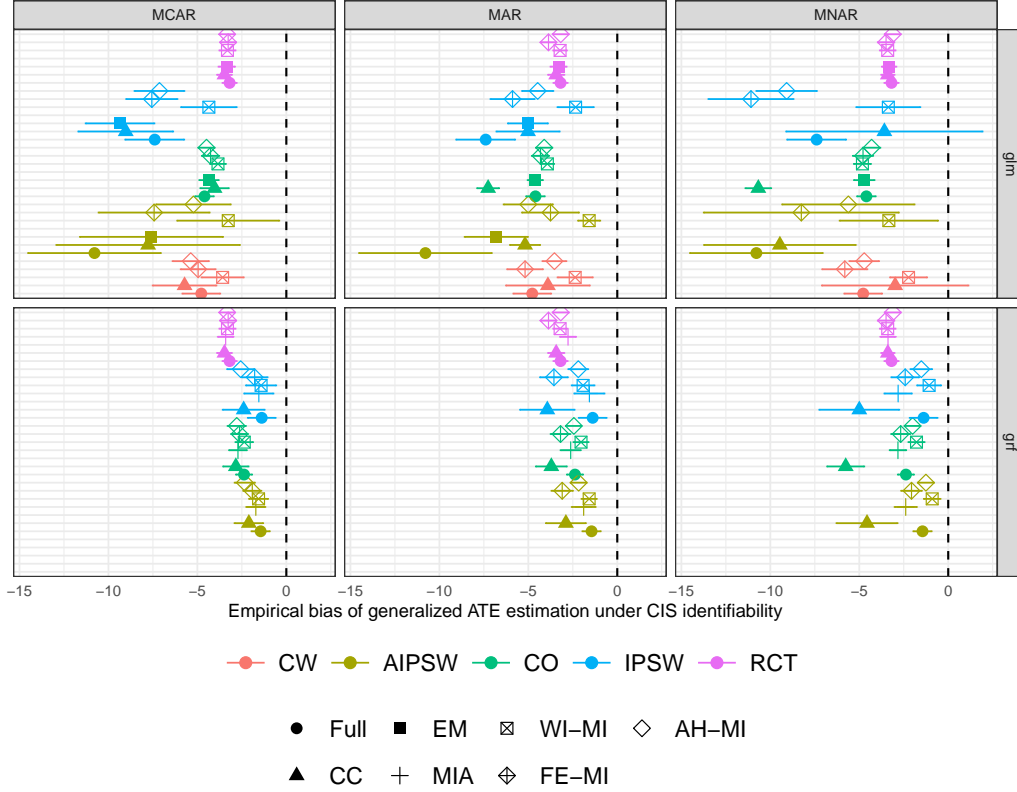 MCAR MAR MNAR
glm
grf
−15 −10 −5 0 −15 −10 −5 0 −15 −10 −5 0
Empirical bias of generalized ATE estimation under CIS identifiability
CW AIPSW CO IPSW RCT
Full EM WI−MI AH−MI
CC MIA FE−MI